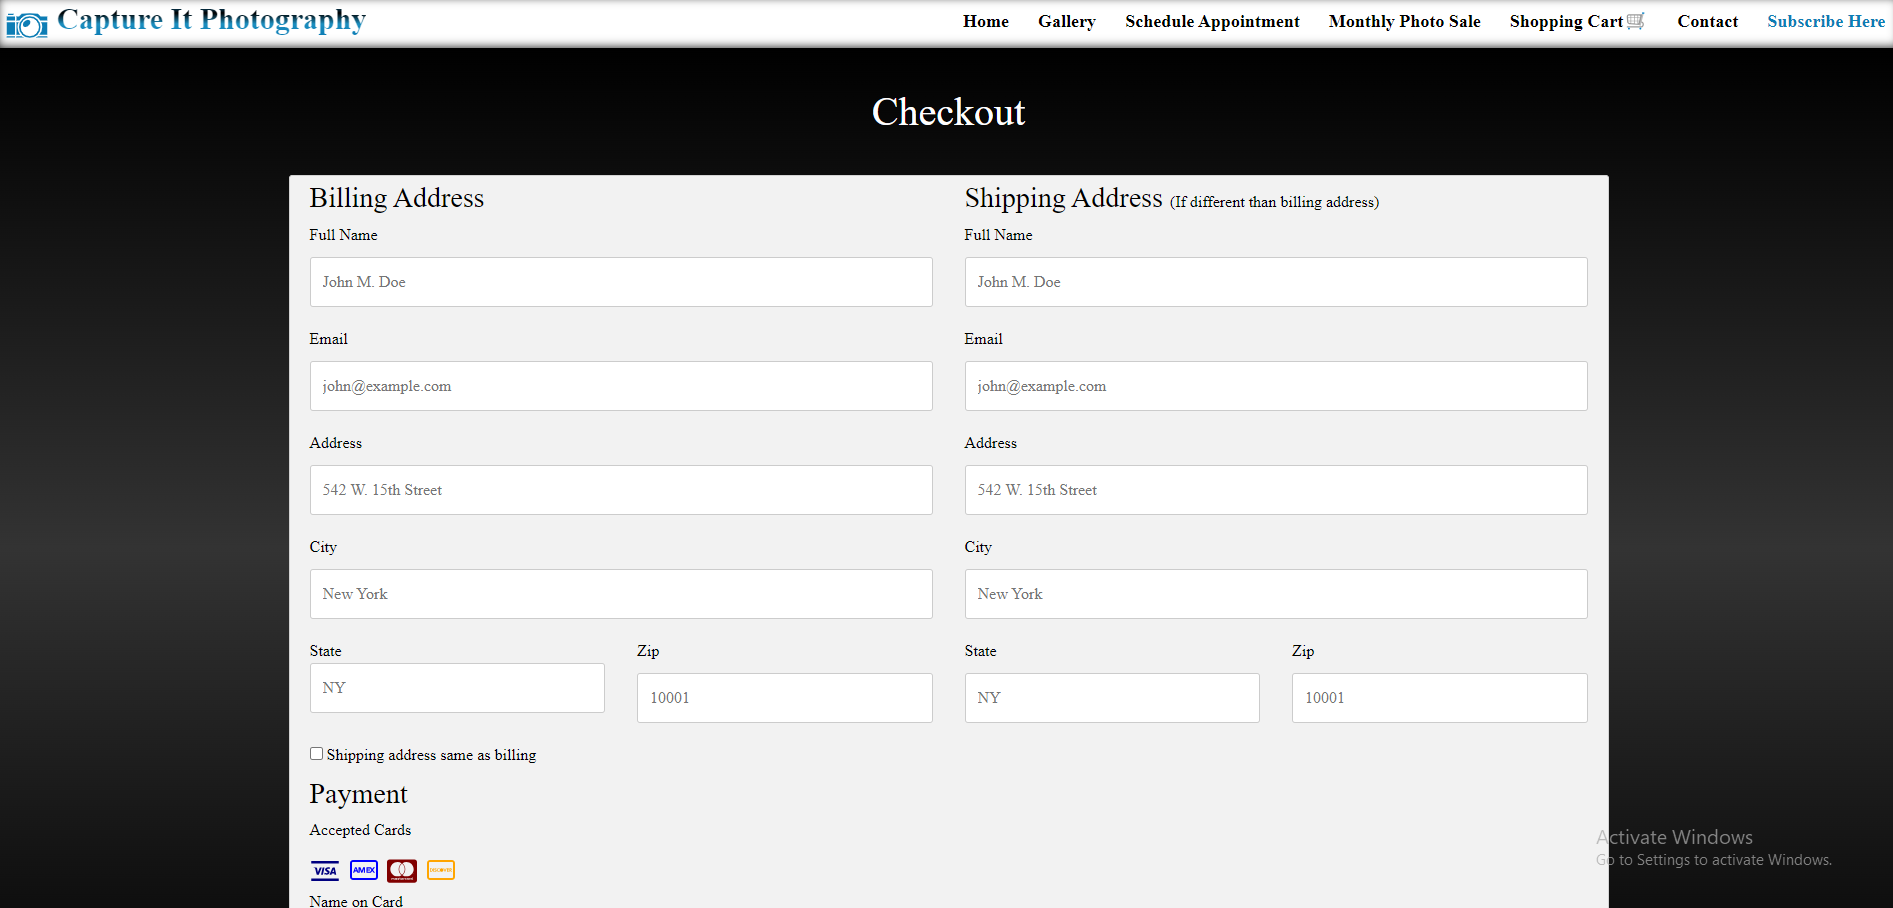 Capture It Photography
Home Gallery Schedule Appointment Monthly Photo Sale Shopping Cart Contact Subscribe Here
Checkout
Billing Address
Full Name
John M. Doe
Email
john@example.com
Address
542 W. 15th Street
City
New York
State Zip
NY 10001
Shipping address same as billing
Shipping Address (If different than billing address)
Full Name
John M. Doe
Email
john@example.com
Address
542 W. 15th Street
City
New York
State Zip
NY 10001
Payment
Accepted Cards
VISA AMEX mastercard DISCOVER
Name on Card
Activate Windows
Go to Settings to activate Windows.